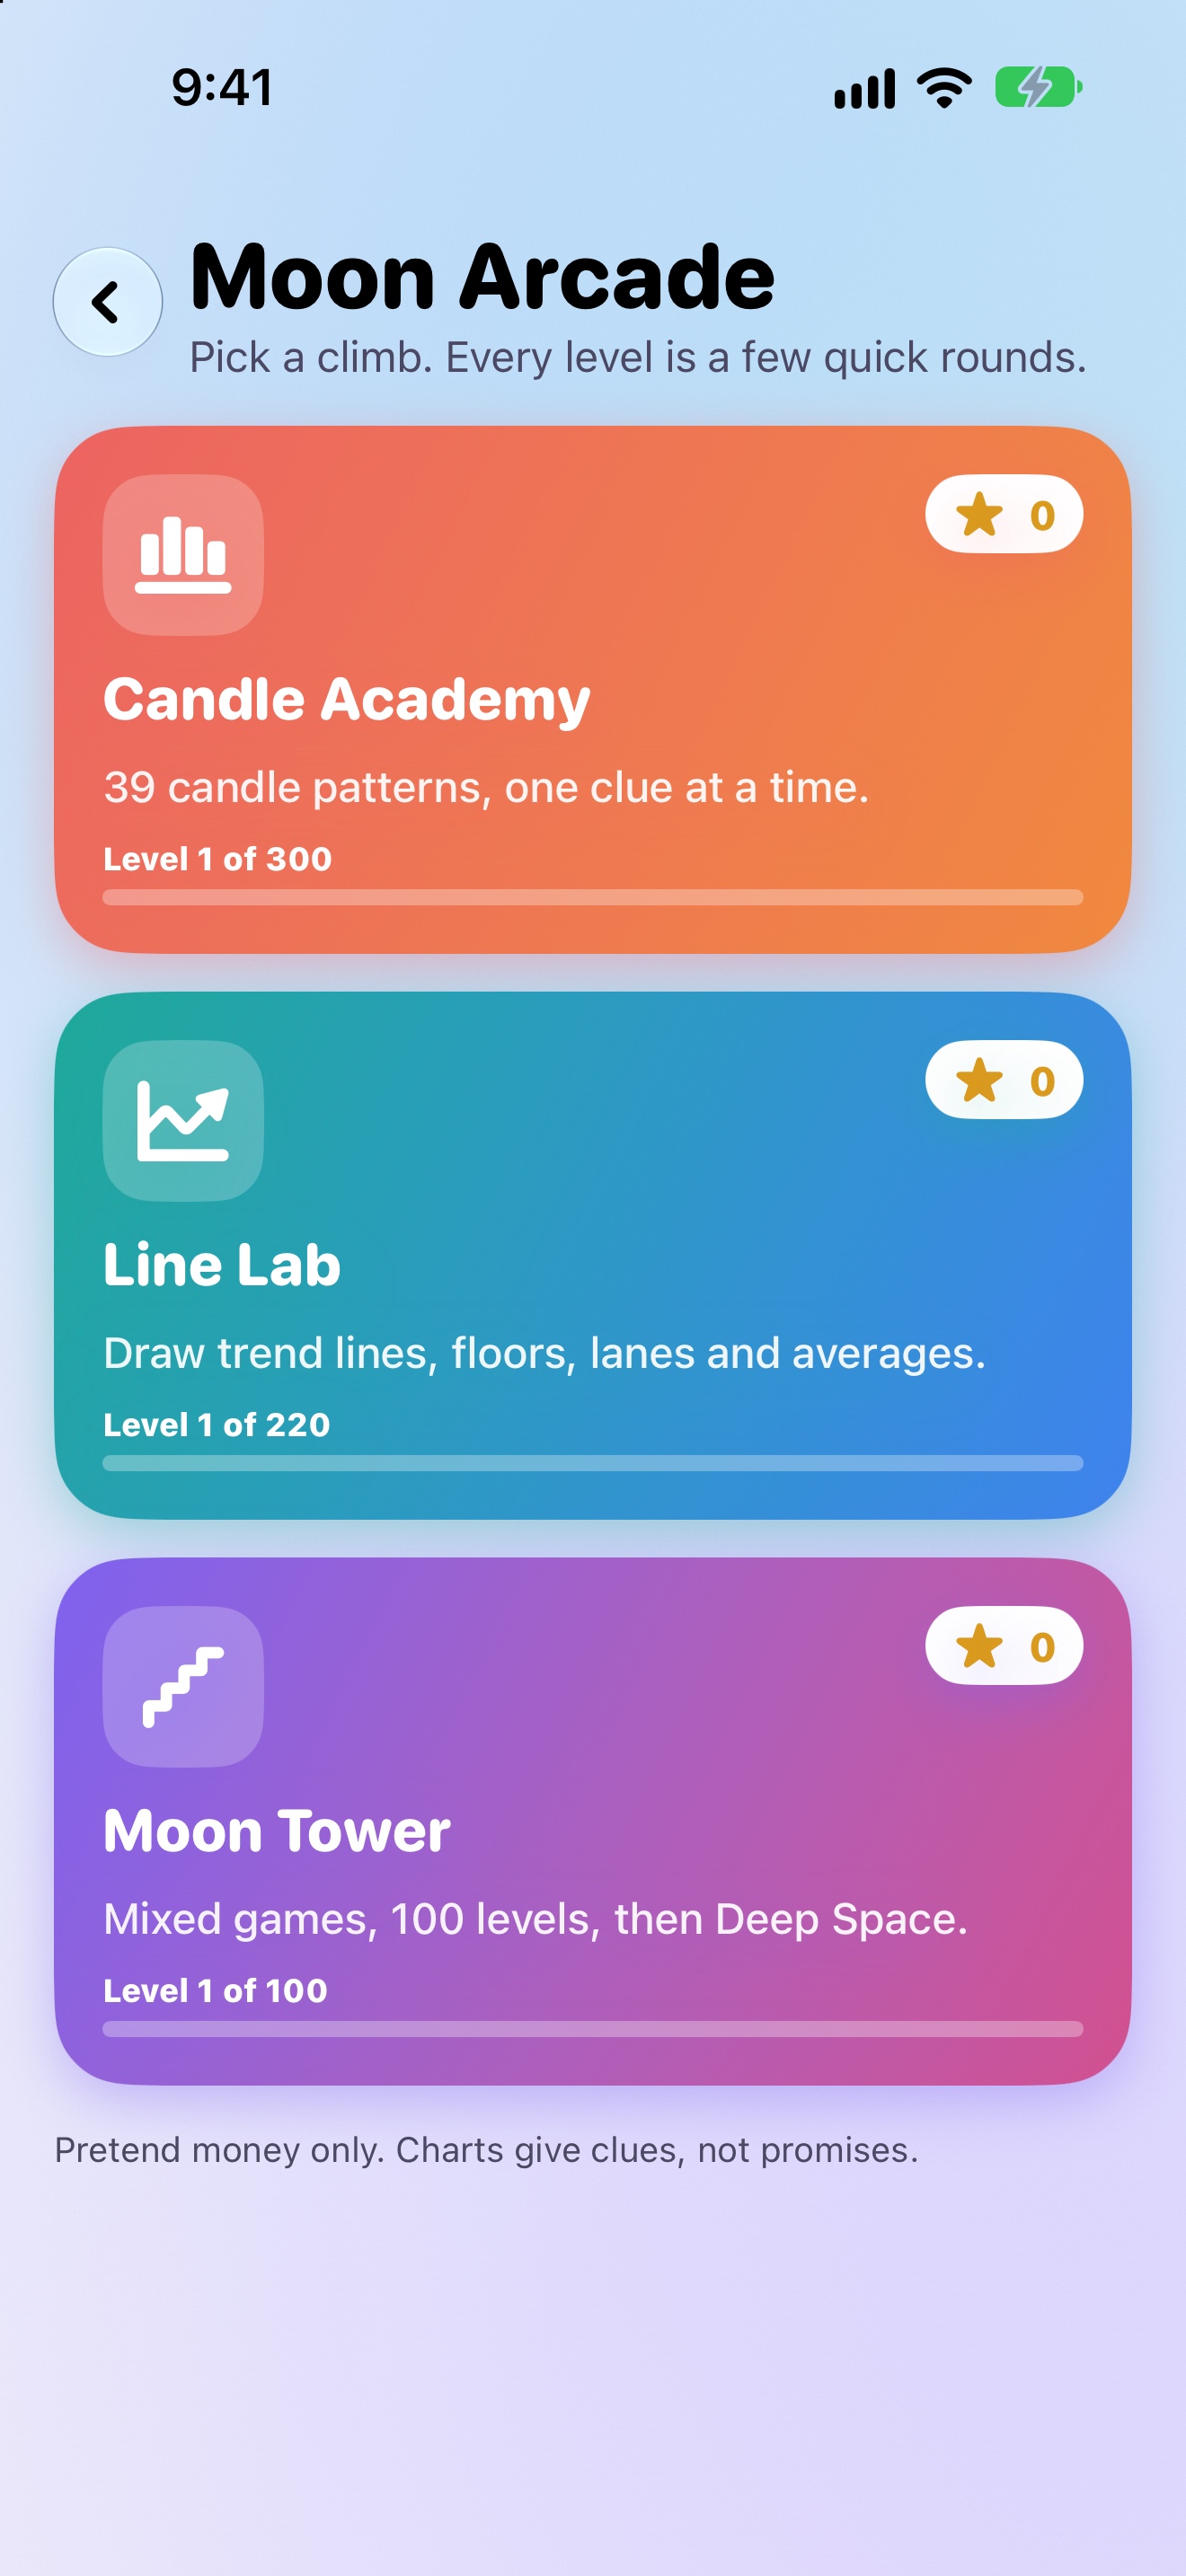 9:41
Moon Arcade
Pick a climb. Every level is a few quick rounds.
0
Candle Academy
39 candle patterns, one clue at a time.
Level 1 of 300
0
Line Lab
Draw trend lines, floors, lanes and averages.
Level 1 of 220
0
Moon Tower
Mixed games, 100 levels, then Deep Space.
Level 1 of 100
Pretend money only. Charts give clues, not promises.